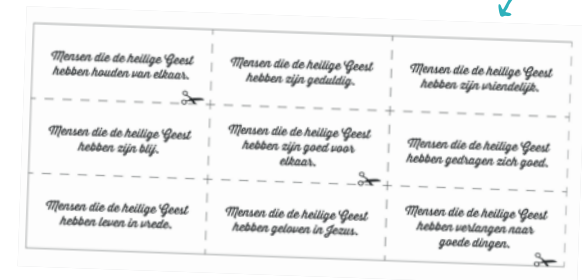 Mensen die de heilige Geest
hebben houden van elkaar.
Mensen die de heilige Geest
hebben zijn geduldig.
Mensen die de heilige Geest
hebben zijn vriendelijk.
Mensen die de heilige Geest
hebben zijn blij.
Mensen die de heilige Geest
hebben zijn goed voor
elkaar.
Mensen die de heilige Geest
hebben gedragen zich goed.
Mensen die de heilige Geest
hebben leven in vrede.
Mensen die de heilige Geest
hebben geloven in Jezus.
Mensen die de heilige Geest
hebben verlangen naar
goede dingen.